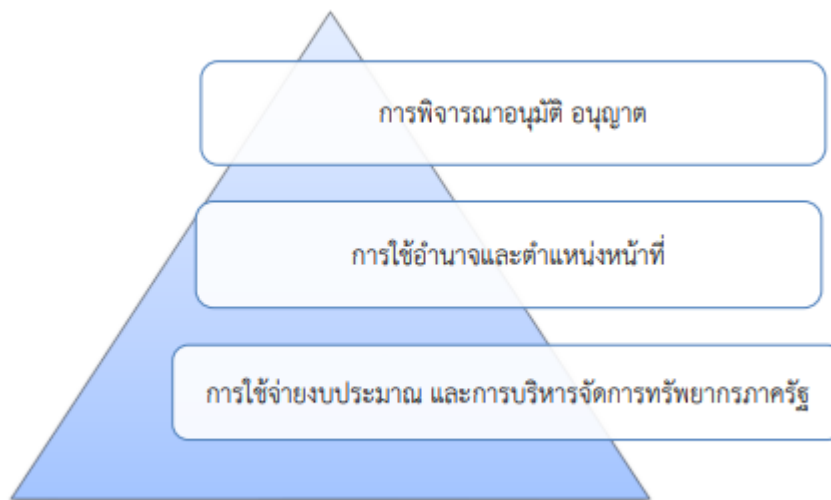 การพิจารณาอนุมัติ อนุญาต
การใช้อำนาจและตำแหน่งหน้าที่
การใช้จ่ายงบประมาณ และการบริหารจัดการทรัพยากรภาครัฐ